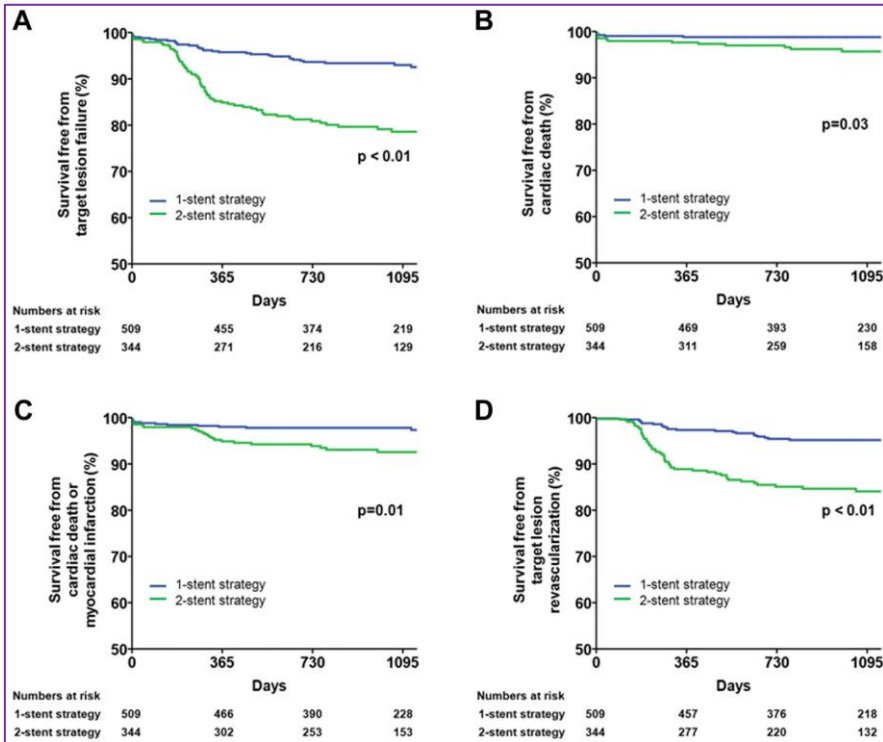 A
Survival free from
target lesion failure (%)
100
90
80
70
60
50
p < 0.01
1-stent strategy
2-stent strategy
0 365 730 1095
Days
Numbers at risk
1-stent strategy 509 455 374 219
2-stent strategy 344 271 216 129
B
Survival free from
cardiac death (%)
100
90
80
70
60
50
p=0.03
1-stent strategy
2-stent strategy
0 365 730 1095
Days
Numbers at risk
1-stent strategy 509 469 393 230
2-stent strategy 344 311 259 158
C
Survival free from
cardiac death or
myocardial infarction (%)
100
90
80
70
60
50
p=0.01
1-stent strategy
2-stent strategy
0 365 730 1095
Days
Numbers at risk
1-stent strategy 509 466 390 228
2-stent strategy 344 302 253 153
D
Survival free from
target lesion
revascularization (%)
100
90
80
70
60
50
p < 0.01
1-stent strategy
2-stent strategy
0 365 730 1095
Days
Numbers at risk
1-stent strategy 509 457 376 218
2-stent strategy 344 277 220 132